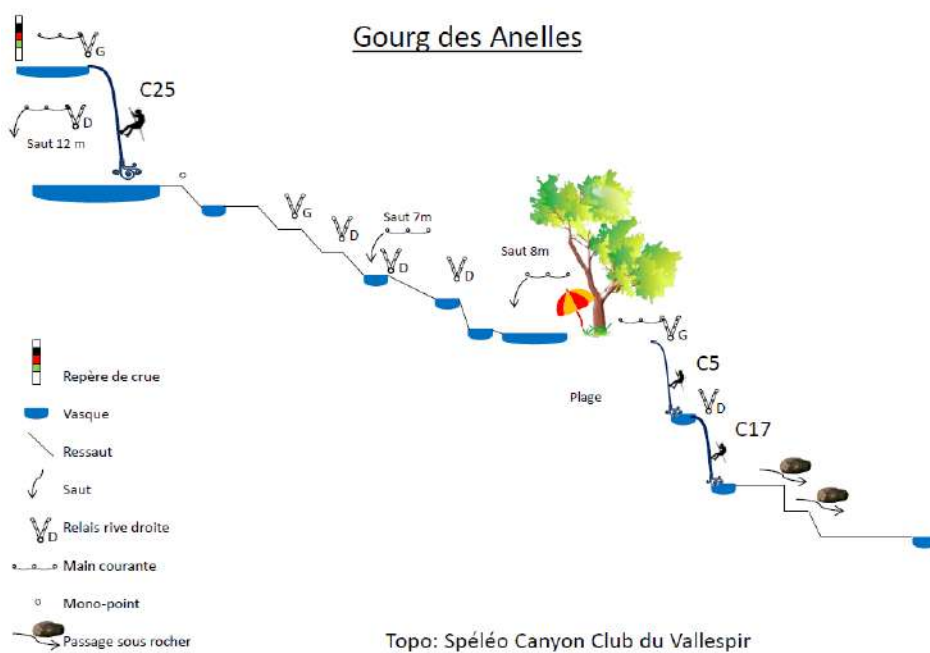 Gourg des Anelles
G
C25
D
Saut 12 m
G
D
Saut 7m
D
D
Saut 8m
G
C5
Plage
D
C17
Repère de crue
Vasque
Ressaut
Saut
D Relais rive droite
Main courante
Mono-point
Passage sous rocher
Topo: Spéléo Canyon Club du Vallespir